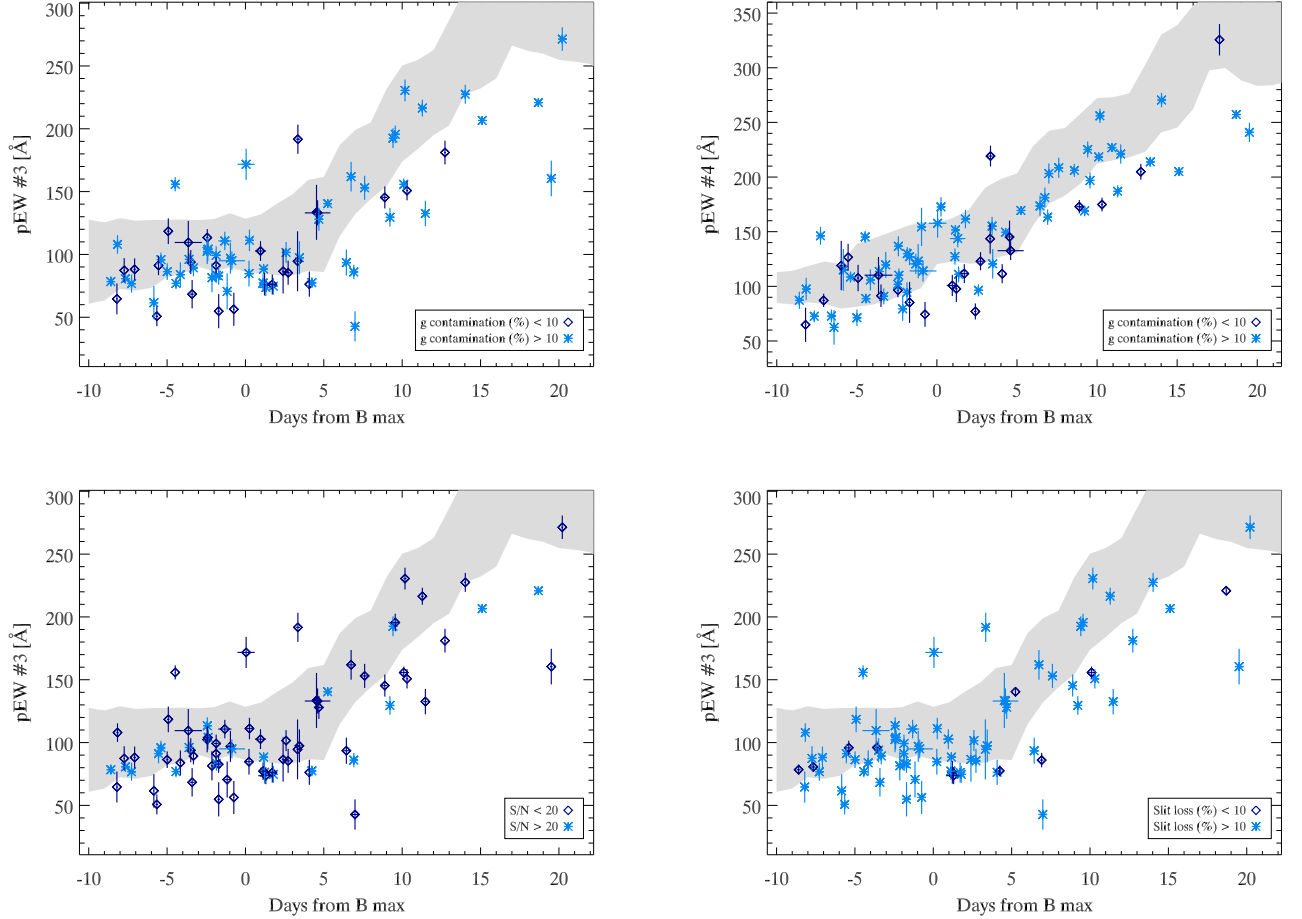 300
250
200
150
100
50
pEW #3 [Å]
g contamination (%) < 10
g contamination (%) > 10
-10 -5 0 5 10 15 20
Days from B max
350
300
250
200
150
100
50
pEW #4 [Å]
g contamination (%) < 10
g contamination (%) > 10
-10 -5 0 5 10 15 20
Days from B max
300
250
200
150
100
50
pEW #3 [Å]
S/N < 20
S/N > 20
-10 -5 0 5 10 15 20
Days from B max
300
250
200
150
100
50
pEW #3 [Å]
Slit loss (%) < 10
Slit loss (%) > 10
-10 -5 0 5 10 15 20
Days from B max